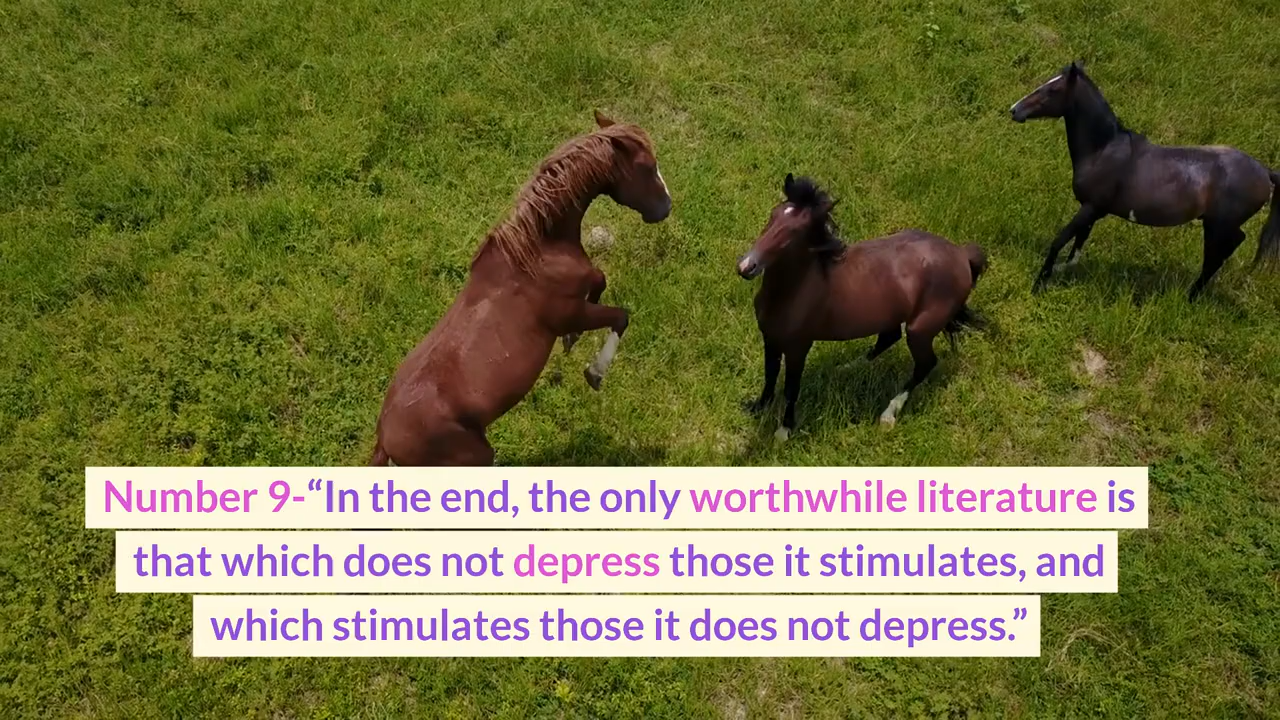 Number 9-“In the end, the only worthwhile literature is
that which does not depress those it stimulates, and
which stimulates those it does not depress.”